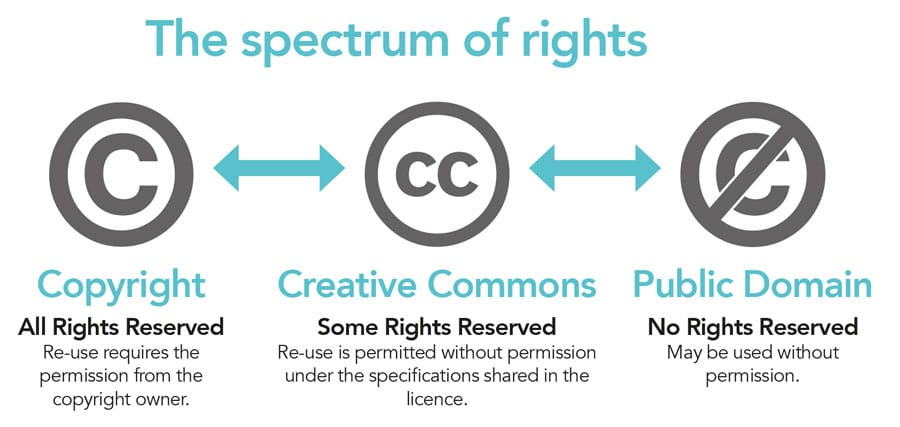 The spectrum of rights
C
CC
C
Copyright
All Rights Reserved
Re-use requires the
permission from the
copyright owner.
Creative Commons
Some Rights Reserved
Re-use is permitted without permission
under the specifications shared in the
licence.
Public Domain
No Rights Reserved
May be used without
permission.